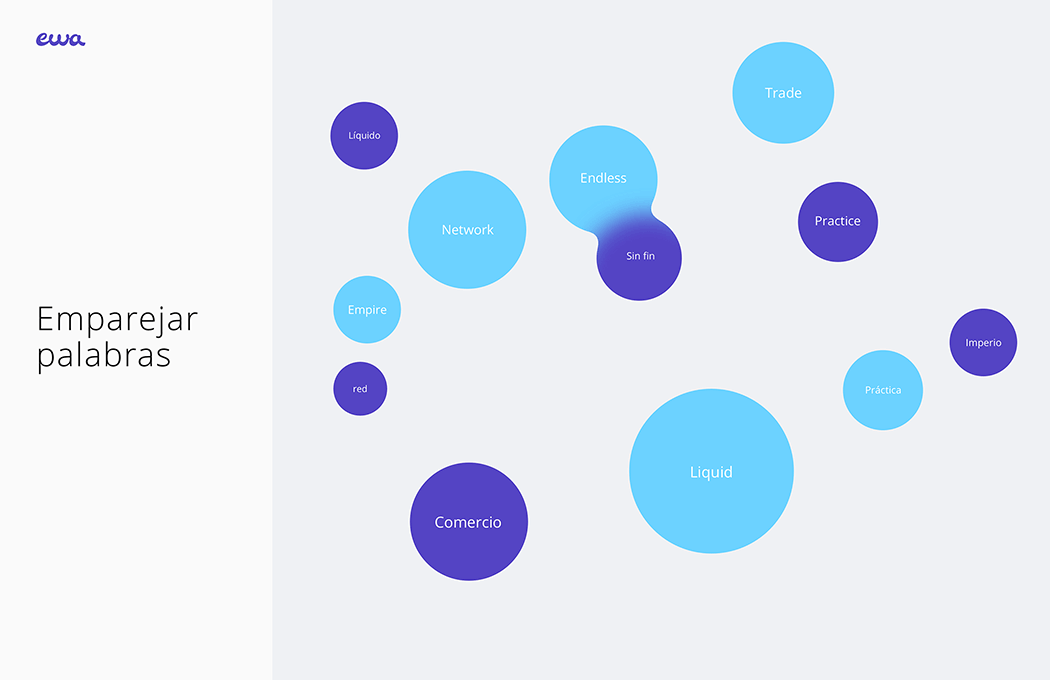 ewa
Emparejar
palabras
Trade
Líquido
Endless
Network
Practice
Sin fin
Empire
Imperio
red
Práctica
Liquid
Comercio